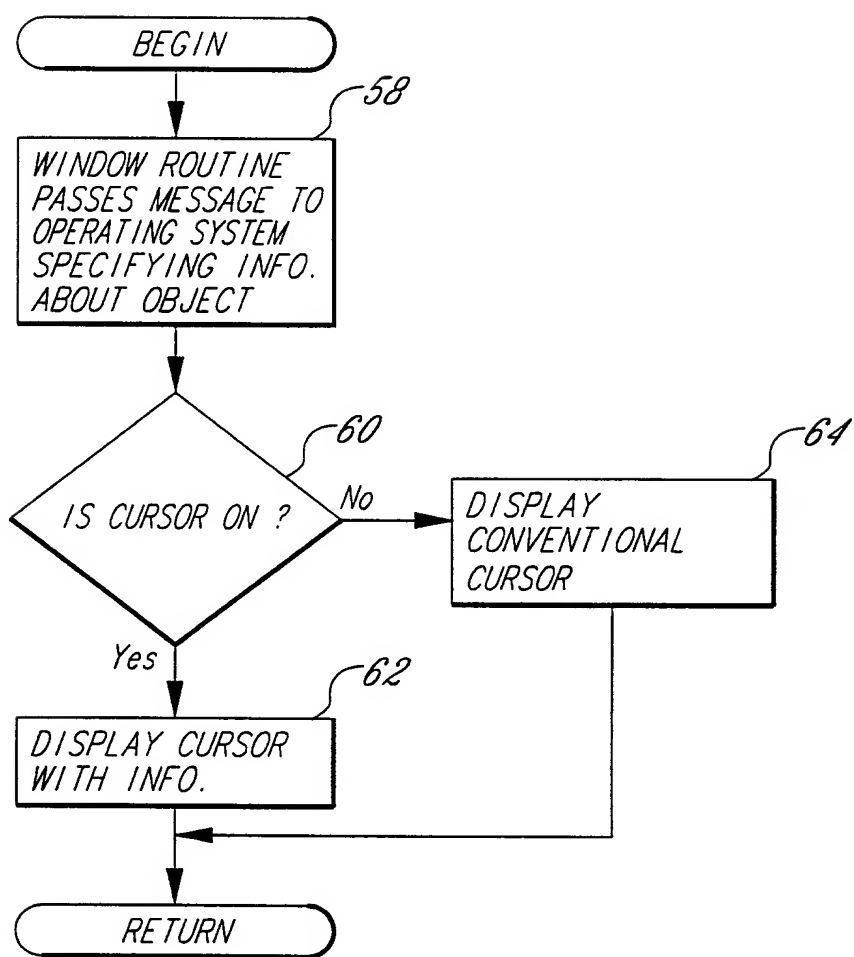 BEGIN
58
WINDOW ROUTINE
PASSES MESSAGE TO
OPERATING SYSTEM
SPECIFYING INFO.
ABOUT OBJECT
60
IS CURSOR ON ?
No
64
DISPLAY
CONVENTIONAL
CURSOR
Yes
62
DISPLAY CURSOR
WITH INFO.
RETURN